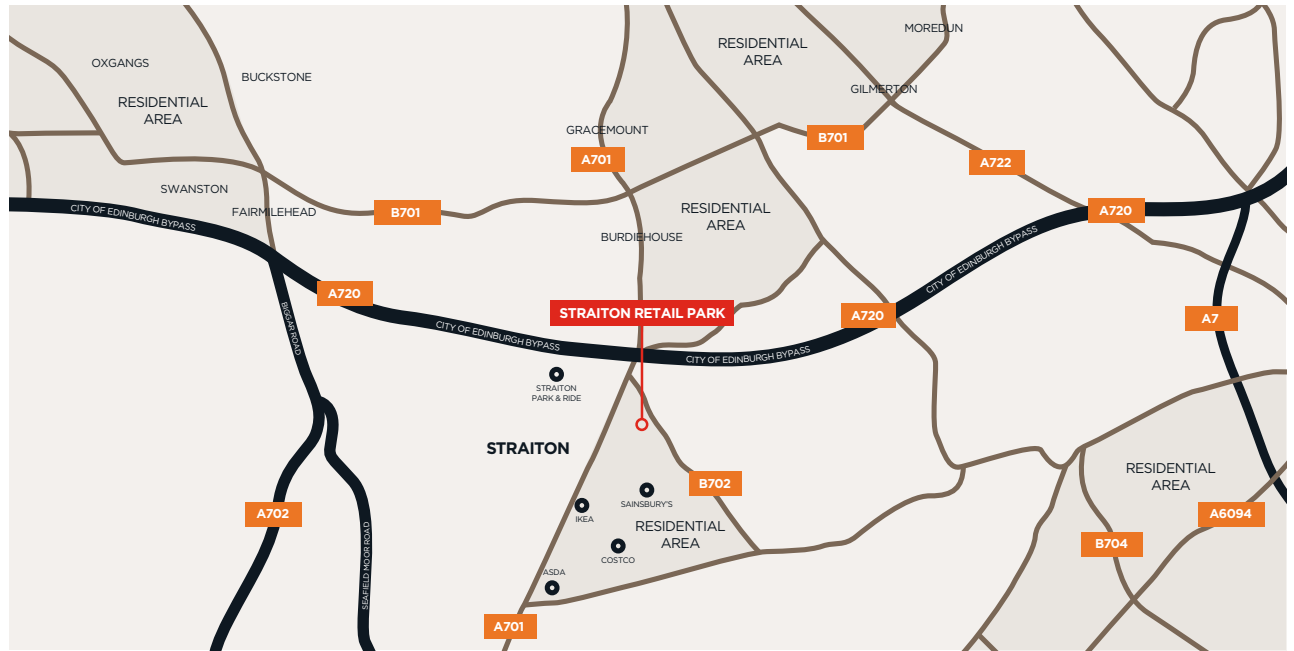 MOREDUN
RESIDENTIAL
AREA
OXGANGS
BUCKSTONE
GILMERTON
RESIDENTIAL
AREA
GRACEMOUNT
B701
A701
A722
SWANSTON
RESIDENTIAL
AREA
A720
B701
FAIRMILEHEAD
CITY OF EDINBURGH BYPASS
BURDIEHOUSE
CITY OF EDINBURGH BYPASS
A720
STRAITON RETAIL PARK
A720
A7
BIGGAR ROAD
CITY OF EDINBURGH BYPASS
CITY OF EDINBURGH BYPASS
STRAITON
PARK & RIDE
STRAITON
RESIDENTIAL
AREA
B702
SAINSBURY'S
A702
IKEA
A6094
RESIDENTIAL
AREA
B704
COSTCO
SEAFIELD MOOR ROAD
ASDA
A701